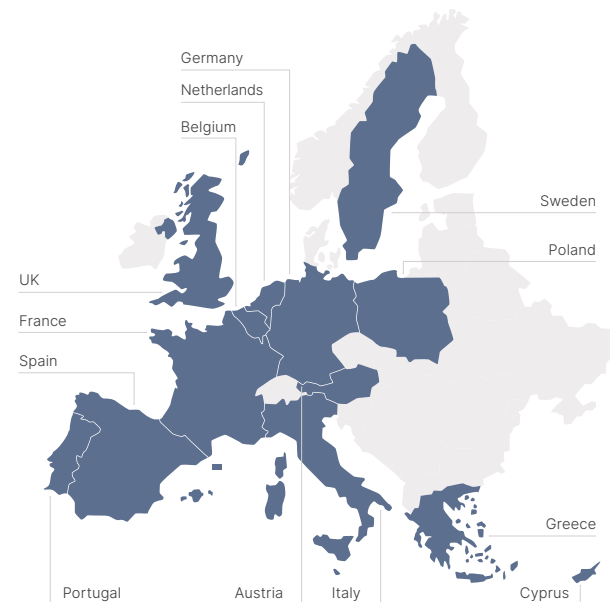 Germany
Netherlands
Belgium
Sweden
Poland
UK
France
Spain
Greece
Portugal
Austria
Italy
Cyprus